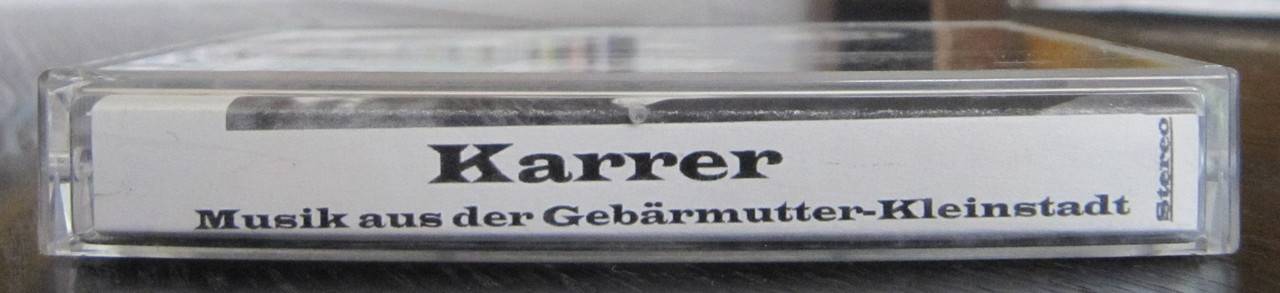 Karrer
Musik aus der Gebärmutter-Kleinstadt
Stereo